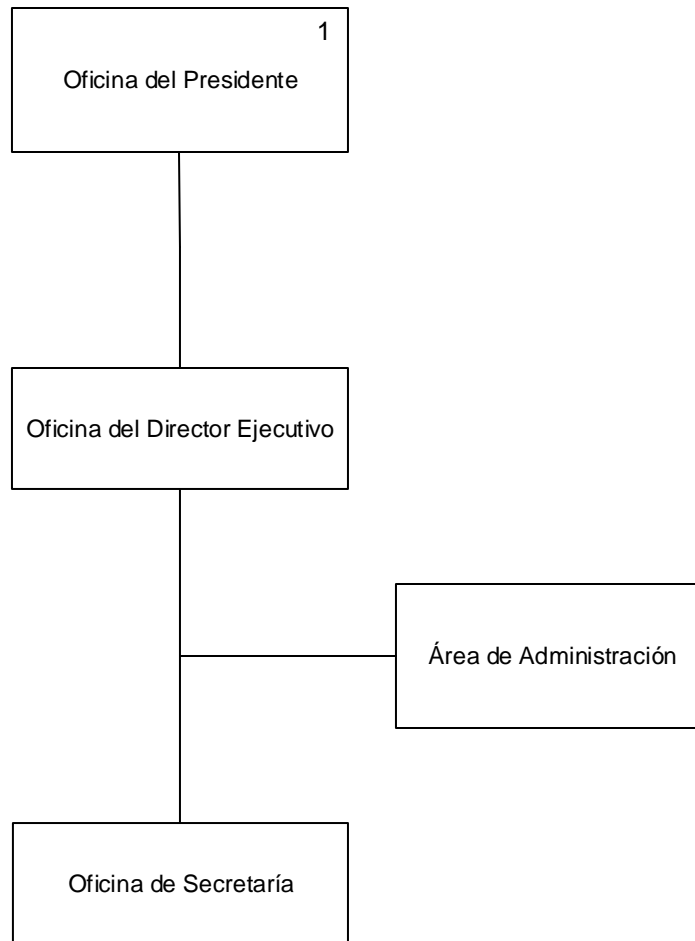 1
Oficina del Presidente
Oficina del Director Ejecutivo
Área de Administración
Oficina de Secretaría